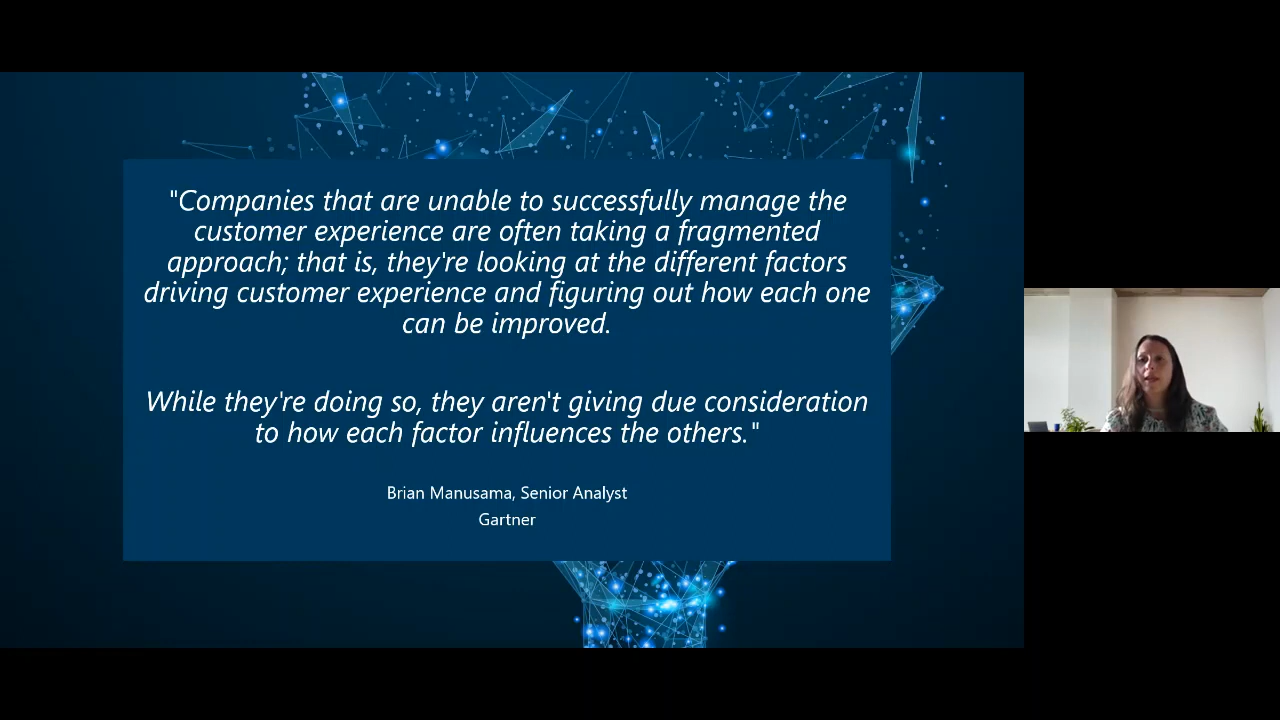 "Companies that are unable to successfully manage the
customer experience are often taking a fragmented
approach; that is, they're looking at the different factors
driving customer experience and figuring out how each one
can be improved.
While they're doing so, they aren't giving due consideration
to how each factor influences the others."
Brian Manusama, Senior Analyst
Gartner